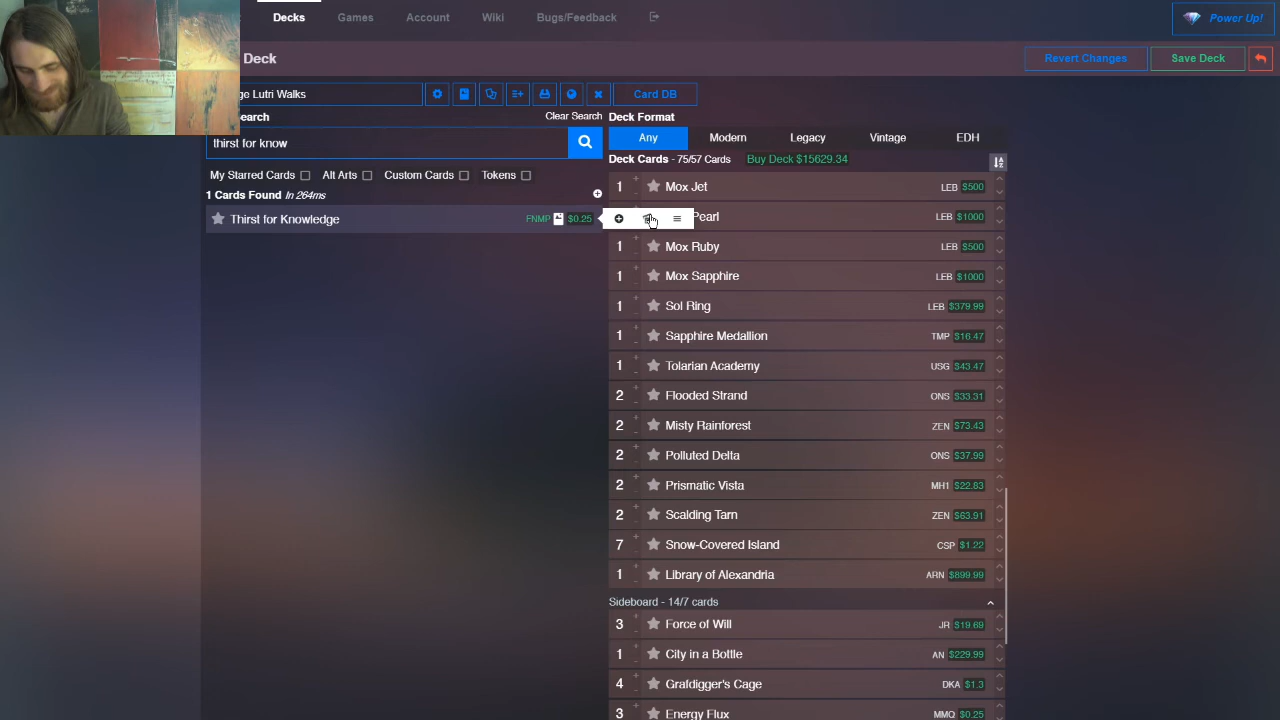 Decks Games Account Wiki Bugs/Feedback Power Up!
Deck Revert Changes Save Deck
ge Lutri Walks Card DB
Search Clear Search Deck Format
thirst for know Any Modern Legacy Vintage EDH
Deck Cards - 75/57 Cards Buy Deck $15629.34
My Starred Cards Alt Arts Custom Cards Tokens
1 Cards Found In 264ms
Thirst for Knowledge FNMP $0.25
1 Mox Jet LEB $500
Pearl LEB $1000
1 Mox Ruby LEB $500
1 Mox Sapphire LEB $1000
1 Sol Ring LEB $379.99
1 Sapphire Medallion TMP $16.47
1 Tolarian Academy USG $43.47
2 Flooded Strand ONS $33.31
2 Misty Rainforest ZEN $73.43
2 Polluted Delta ONS $37.99
2 Prismatic Vista MH1 $22.83
2 Scalding Tarn ZEN $63.91
7 Snow-Covered Island CSP $1.22
1 Library of Alexandria ARN $899.99
Sideboard - 14/7 cards
3 Force of Will JR $19.69
1 City in a Bottle AN $229.99
4 Grafdigger's Cage DKA $1.3
3 Energy Flux MMQ $0.25